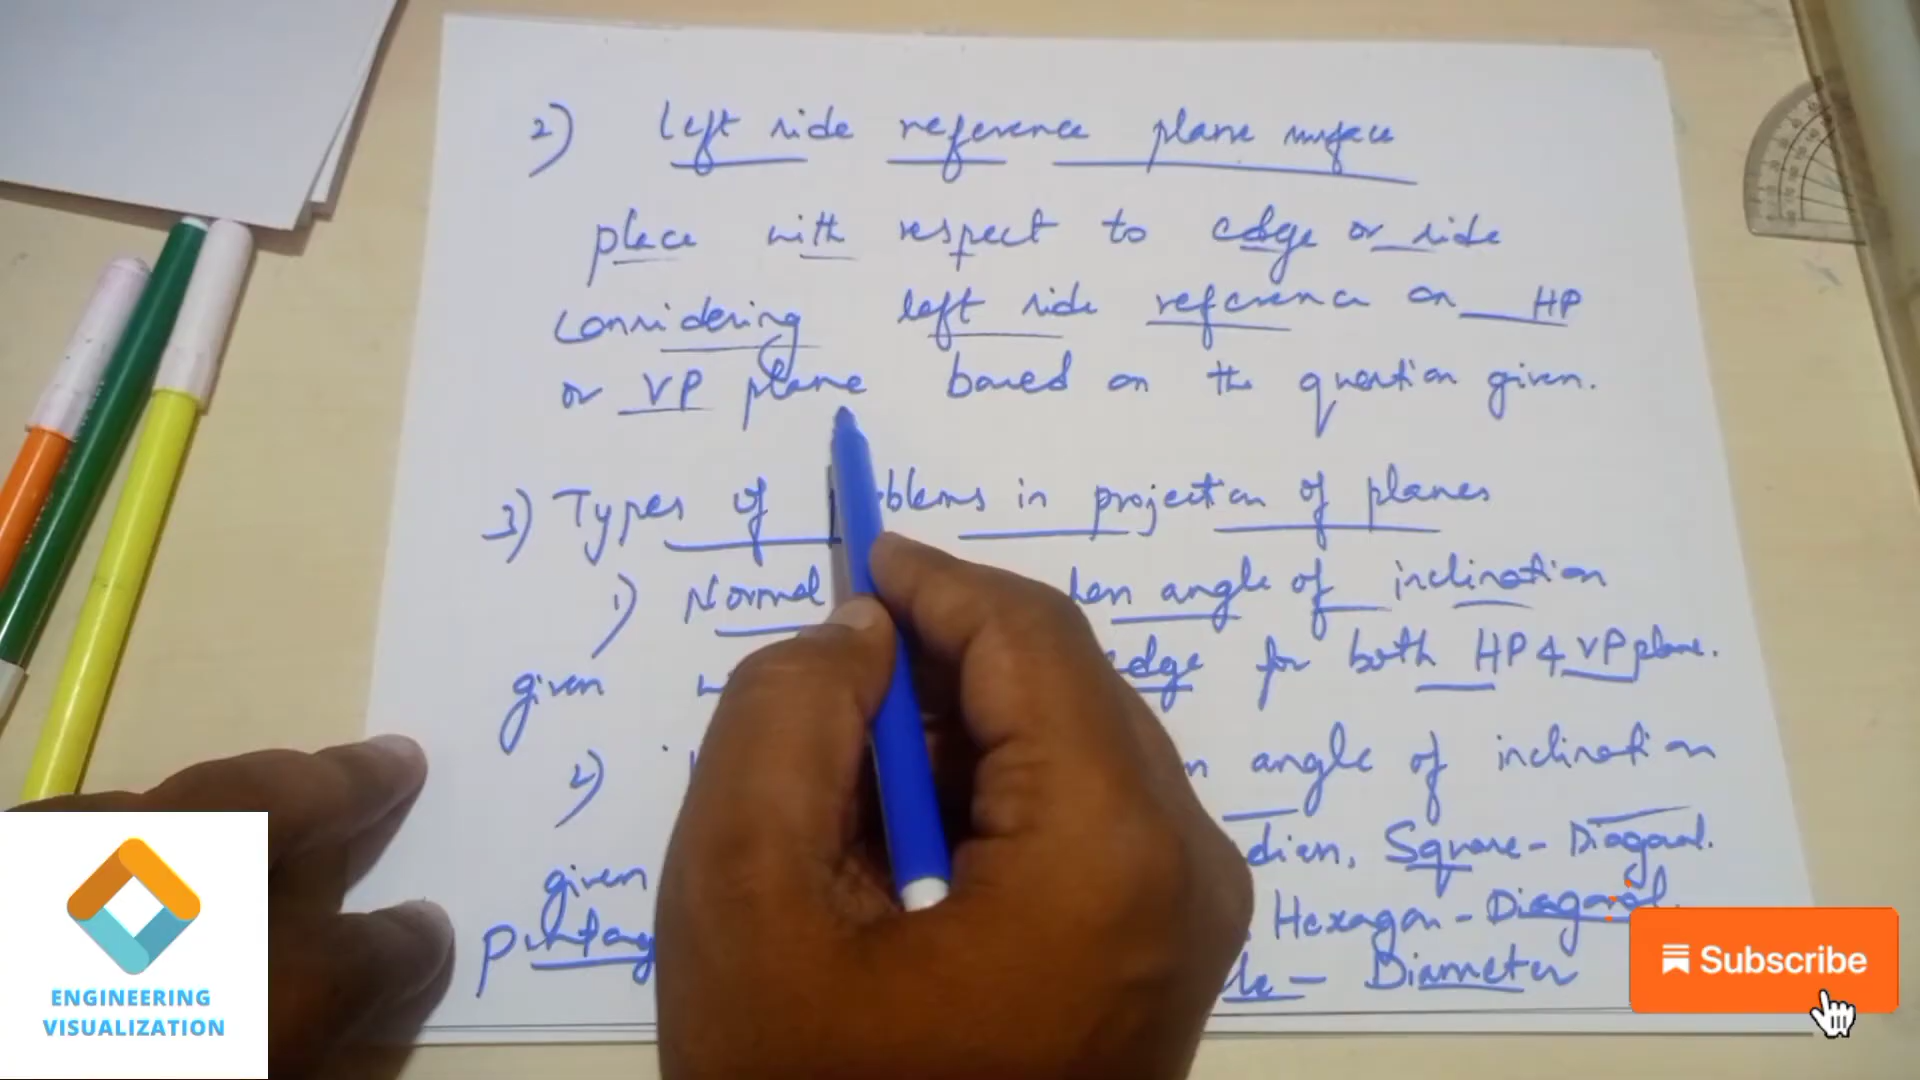 2) left side reference plane surface
place with respect to edge or side
considering left side reference on HP
or VP plane based on the question given.
3) Types of problems in projection of planes
1) Normal angle of inclination
given edge for both HP & VP plane.
2) angle of inclination
given Square - Diagonal.
Hexagon - Diagonal.
- Diameter
ENGINEERING
VISUALIZATION
Subscribe